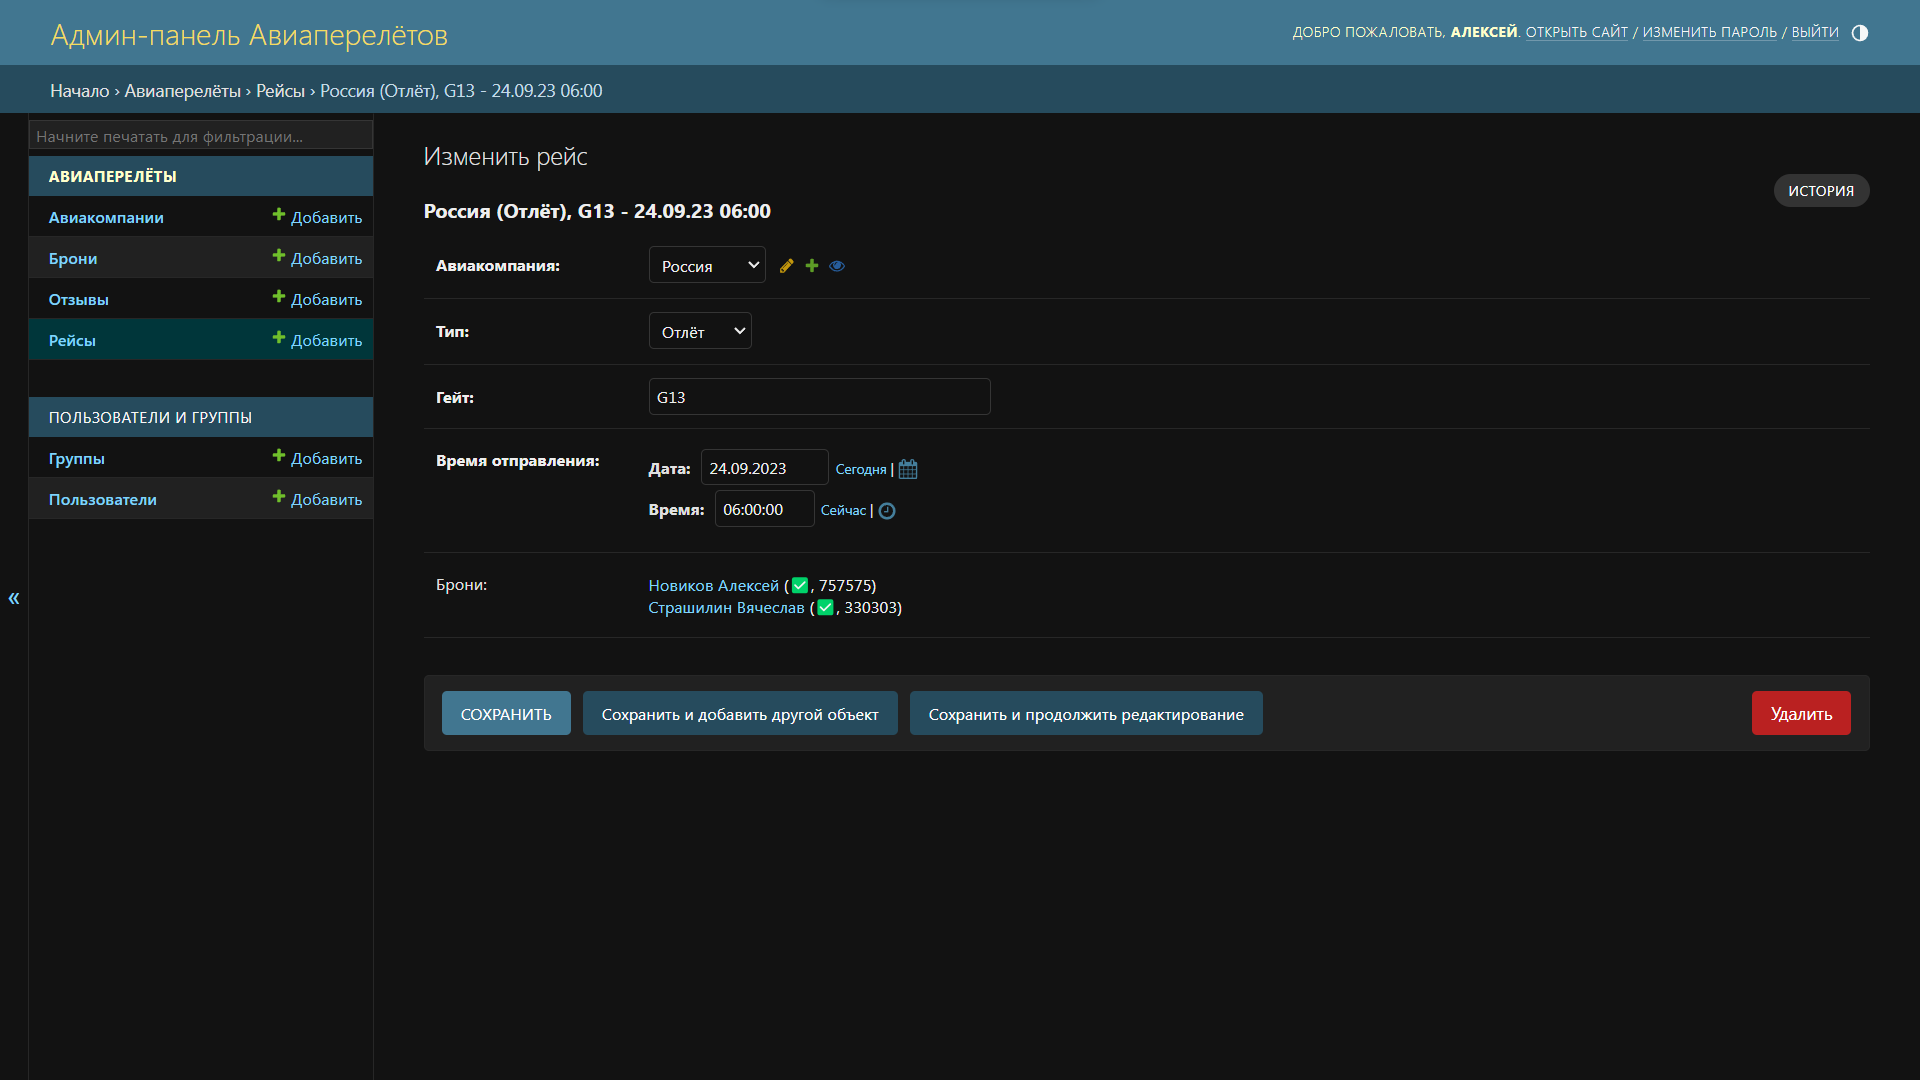 Админ-панель Авиаперелётов
ДОБРО ПОЖАЛОВАТЬ, АЛЕКСЕЙ. ОТКРЫТЬ САЙТ / ИЗМЕНИТЬ ПАРОЛЬ / ВЫЙТИ
Начало › Авиаперелёты › Рейсы › Россия (Отлёт), G13 - 24.09.23 06:00
Начните печатать для фильтрации...
АВИАПЕРЕЛЁТЫ
Авиакомпании Добавить
Брони Добавить
Отзывы Добавить
Рейсы Добавить
ПОЛЬЗОВАТЕЛИ И ГРУППЫ
Группы Добавить
Пользователи Добавить
«
Изменить рейс
ИСТОРИЯ
Россия (Отлёт), G13 - 24.09.23 06:00
Авиакомпания: Россия
Тип: Отлёт
Гейт: G13
Время отправления: Дата: 24.09.2023 Сегодня |
Время: 06:00:00 Сейчас |
Брони: Новиков Алексей (✅, 757575)
Страшилин Вячеслав (✅, 330303)
СОХРАНИТЬ Сохранить и добавить другой объект Сохранить и продолжить редактирование Удалить